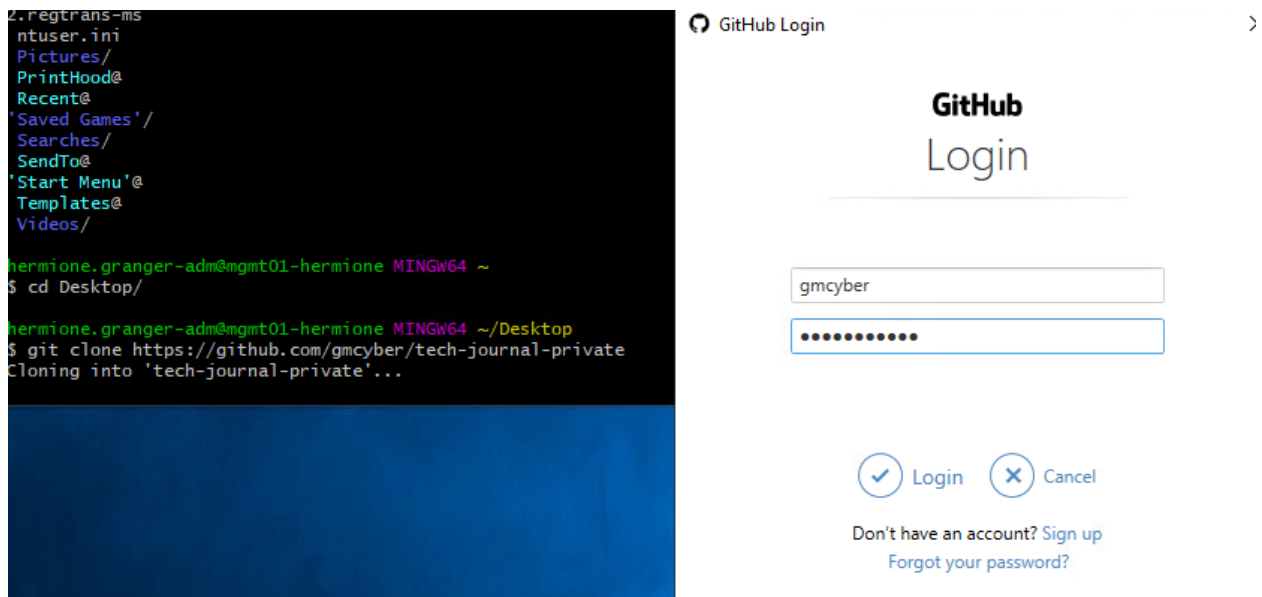 2.regtrans-ms
ntuser.ini
Pictures/
PrintHood@
Recent@
'Saved Games'/
Searches/
SendTo@
'Start Menu'@
Templates@
Videos/
hermione.granger-adm@mgmt01-hermione MINGW64 ~
$ cd Desktop/
hermione.granger-adm@mgmt01-hermione MINGW64 ~/Desktop
$ git clone https://github.com/gmcyber/tech-journal-private
Cloning into 'tech-journal-private'...
GitHub Login
GitHub
Login
gmcyber
●●●●●●●●●●●
Login Cancel
Don't have an account? Sign up
Forgot your password?